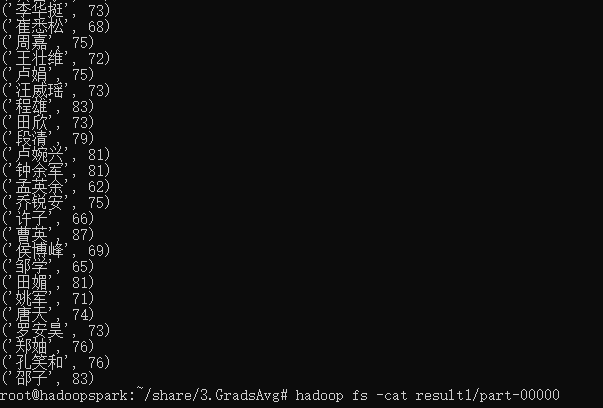 ('李华挺', 73)
('崔悉松', 68)
('周嘉', 75)
('王壮维', 72)
('卢娟', 75)
('汪威瑶', 73)
('程雄', 83)
('田欣', 73)
('段清', 79)
('卢婉兴', 81)
('钟余军', 81)
('孟英余', 62)
('乔锐安', 75)
('许子', 66)
('曹英', 87)
('侯博峰', 69)
('邹学', 65)
('田媚', 81)
('姚军', 71)
('唐天', 74)
('罗安昊', 73)
('郑妯', 76)
('孔笑和', 76)
('邵子', 83)
root@hadoopspark:~/share/3.GradsAvg# hadoop fs -cat result1/part-00000